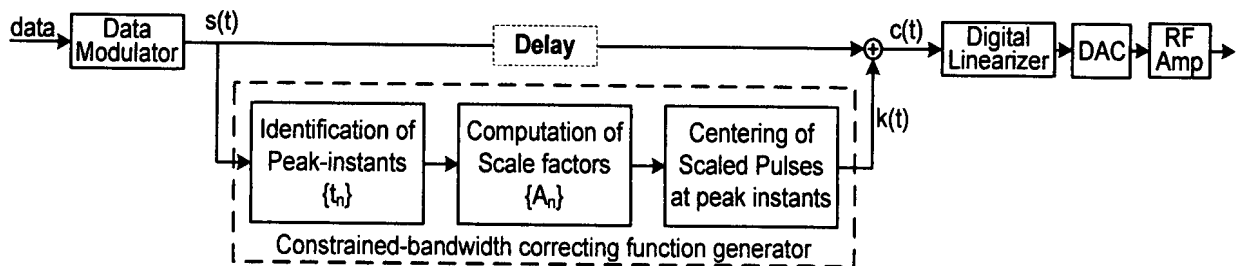 data
Data
Modulator
s(t)
Delay
c(t)
Digital
Linearizer
DAC
RF
Amp
k(t)
Identification of
Peak-instants
{tₙ}
Computation of
Scale factors
{Aₙ}
Centering of
Scaled Pulses
at peak instants
Constrained-bandwidth correcting function generator